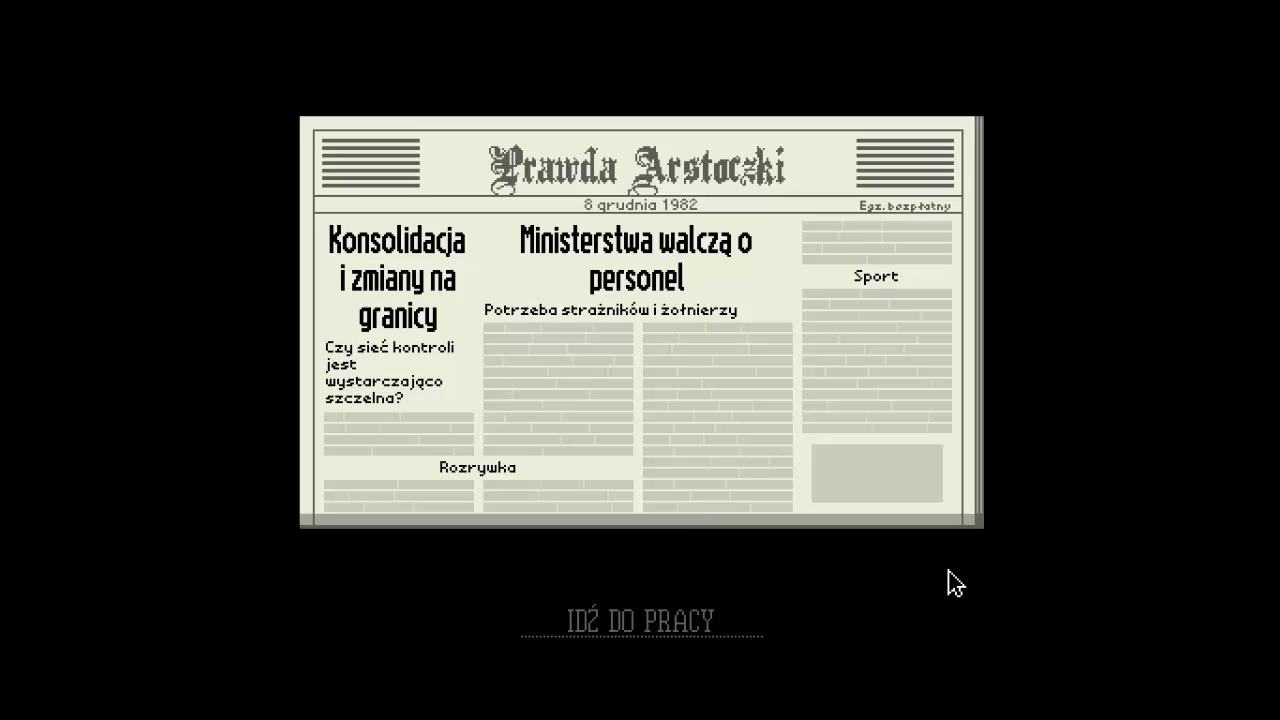 Prawda Arstoczki
8 grudnia 1982
Egz. bezpłatny
Konsolidacja
i zmiany na
granicy
Czy sieć kontroli
jest
wystarczająco
szczelna?
Ministerstwa walczą o
personel
Potrzeba strażników i żołnierzy
Sport
Rozrywka
IDŹ DO PRACY